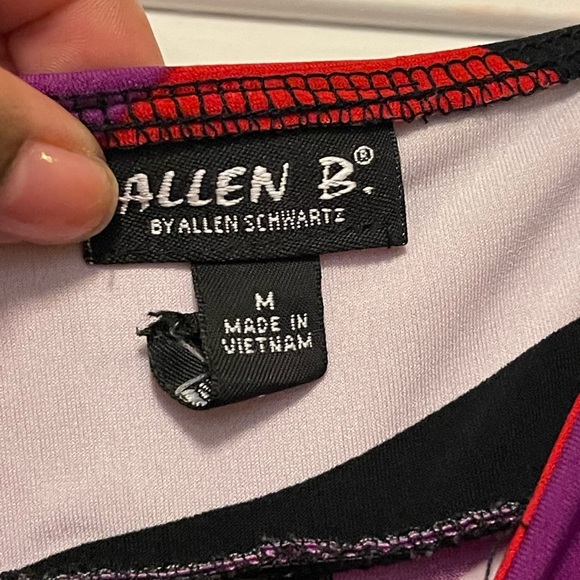 ALLEN B.®
BY ALLEN SCHWARTZ
M
MADE IN
VIETNAM